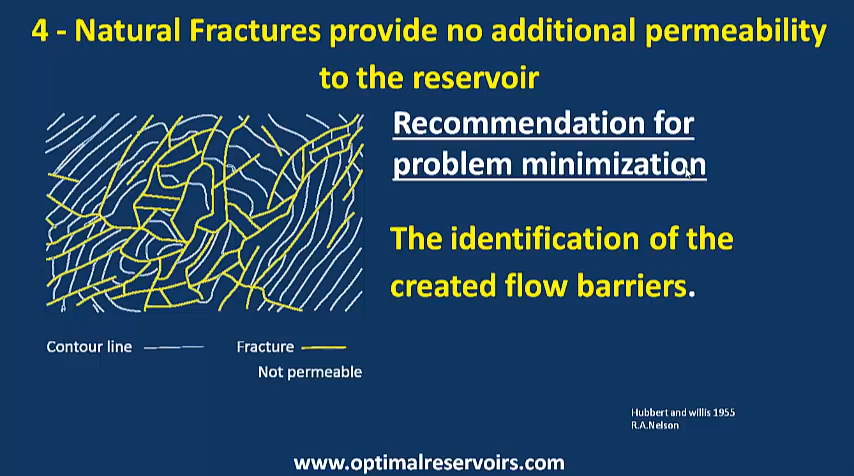 4 - Natural Fractures provide no additional permeability
to the reservoir
Recommendation for
problem minimization
The identification of the
created flow barriers.
Contour line
Fracture
Not permeable
Hubbert and willis 1955
R.A.Nelson
www.optimalreservoirs.com